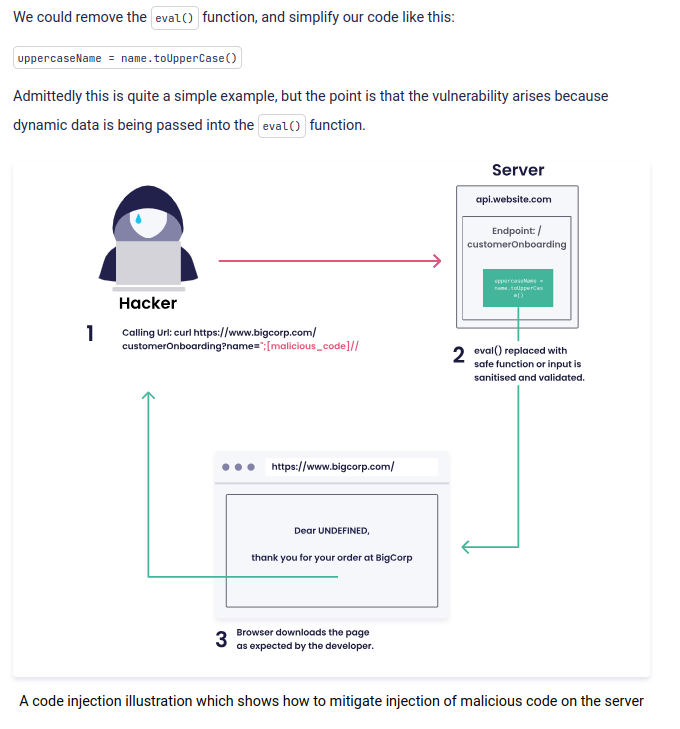 We could remove the eval() function, and simplify our code like this:
uppercaseName = name.toUpperCase()
Admittedly this is quite a simple example, but the point is that the vulnerability arises because
dynamic data is being passed into the eval() function.
Server
api.website.com
Endpoint: /
customerOnboarding
uppercaseName =
name.toUpperCas
e()
Hacker
1
Calling Url: curl https://www.bigcorp.com/
customerOnboarding?name=";[malicious_code]//
2
eval() replaced with
safe function or input is
sanitised and validated.
https://www.bigcorp.com/
Dear UNDEFINED,
thank you for your order at BigCorp
3
Browser downloads the page
as expected by the developer.
A code injection illustration which shows how to mitigate injection of malicious code on the server